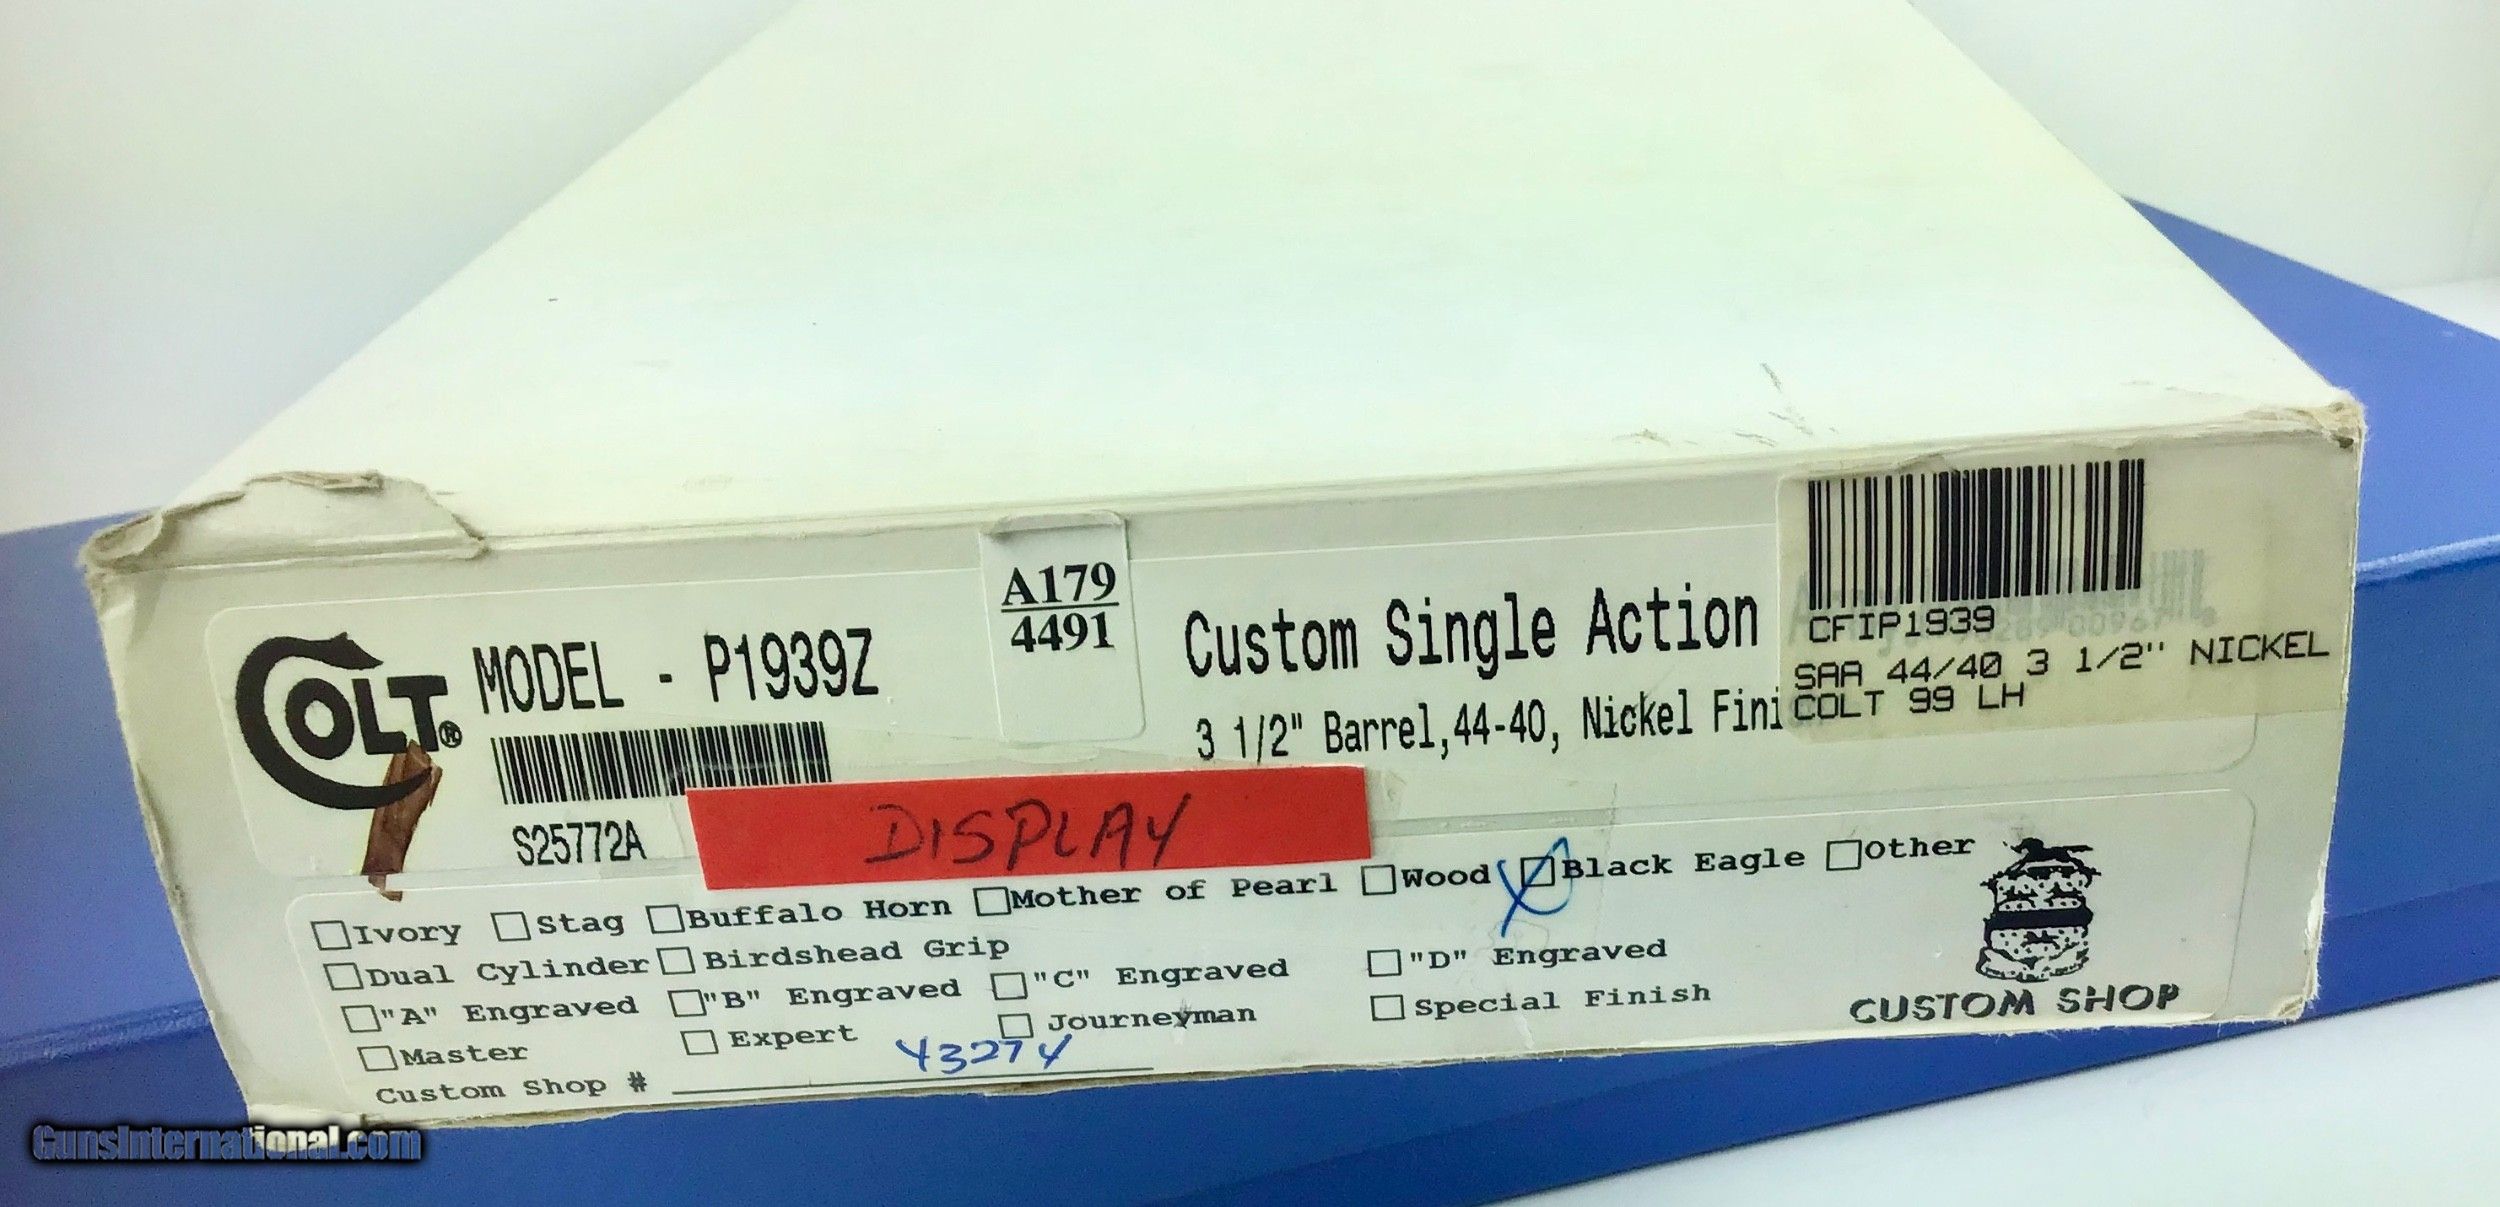 COLT®
MODEL - P1939Z
S25772A
A179
4491
Custom Single Action
3 1/2" Barrel,44-40, Nickel Fini
CFIP1939
SAA 44/40 3 1/2" NICKEL
COLT 99 LH
DISPLAY
Ivory Stag Buffalo Horn Mother of Pearl Wood Black Eagle Other
Dual Cylinder Birdshead Grip
"A" Engraved "B" Engraved "C" Engraved "D" Engraved
Master Expert Journeyman Special Finish
Custom Shop # 43274
CUSTOM SHOP
GunsInternational.com